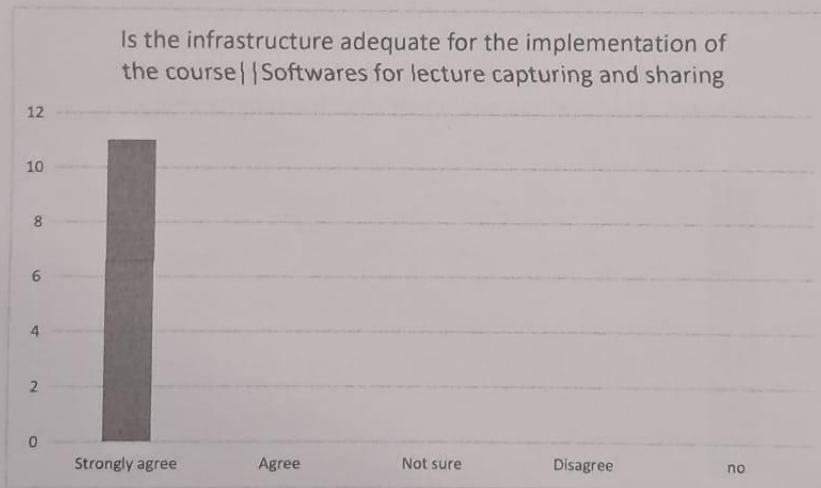 Is the infrastructure adequate for the implementation of
the course||Softwares for lecture capturing and sharing
12
10
8
6
4
2
0
Strongly agree Agree Not sure Disagree no